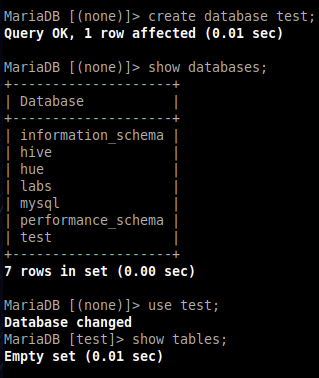 MariaDB [(none)]> create database test;
Query OK, 1 row affected (0.01 sec)

MariaDB [(none)]> show databases;
+--------------------+
| Database           |
+--------------------+
| information_schema |
| hive               |
| hue                |
| labs               |
| mysql              |
| performance_schema |
| test               |
+--------------------+
7 rows in set (0.00 sec)

MariaDB [(none)]> use test;
Database changed
MariaDB [test]> show tables;
Empty set (0.01 sec)